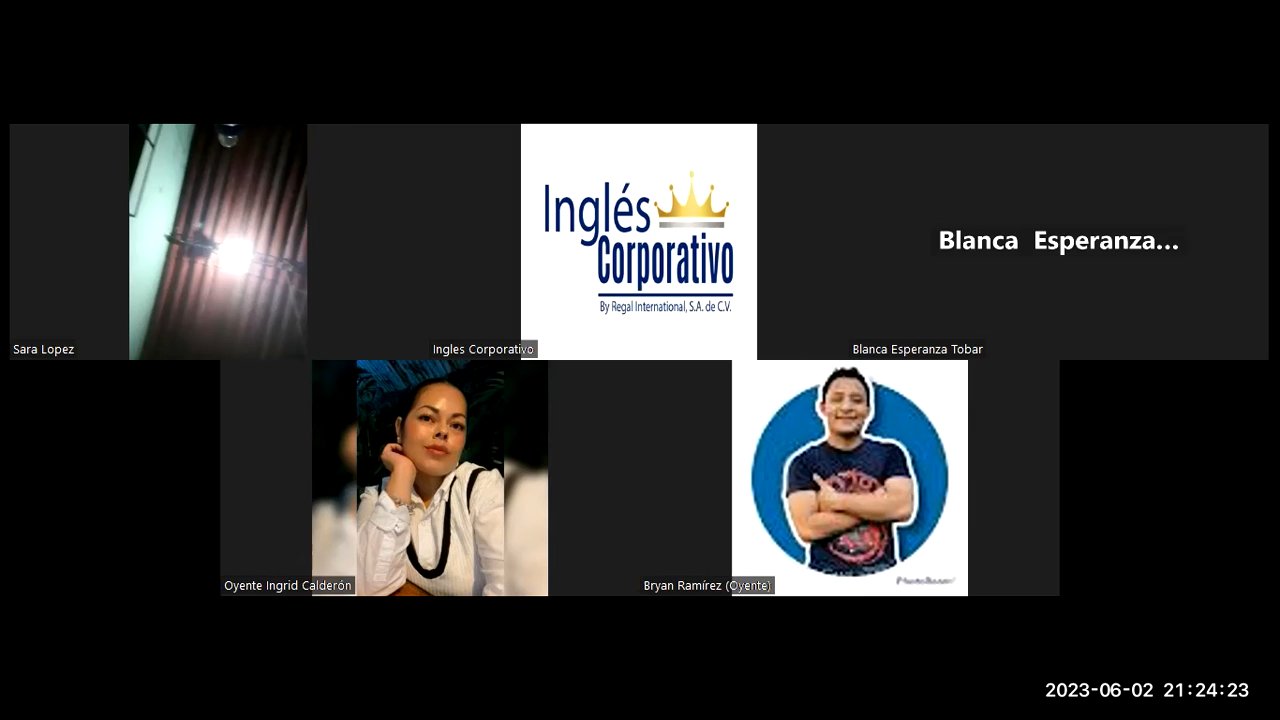 Inglés
Corporativo
By Regal International, S.A. de C.V.
Blanca Esperanza...
Sara Lopez
Ingles Corporativo
Blanca Esperanza Tobar
Oyente Ingrid Calderón
Bryan Ramírez (Oyente)
2023-06-02 21:24:23